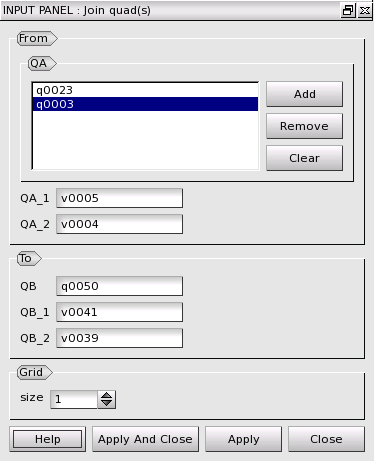 INPUT PANEL : Join quad(s)
From
QA
q0023
q0003
Add
Remove
Clear
QA_1 v0005
QA_2 v0004
To
QB q0050
QB_1 v0041
QB_2 v0039
Grid
size 1
Help Apply And Close Apply Close